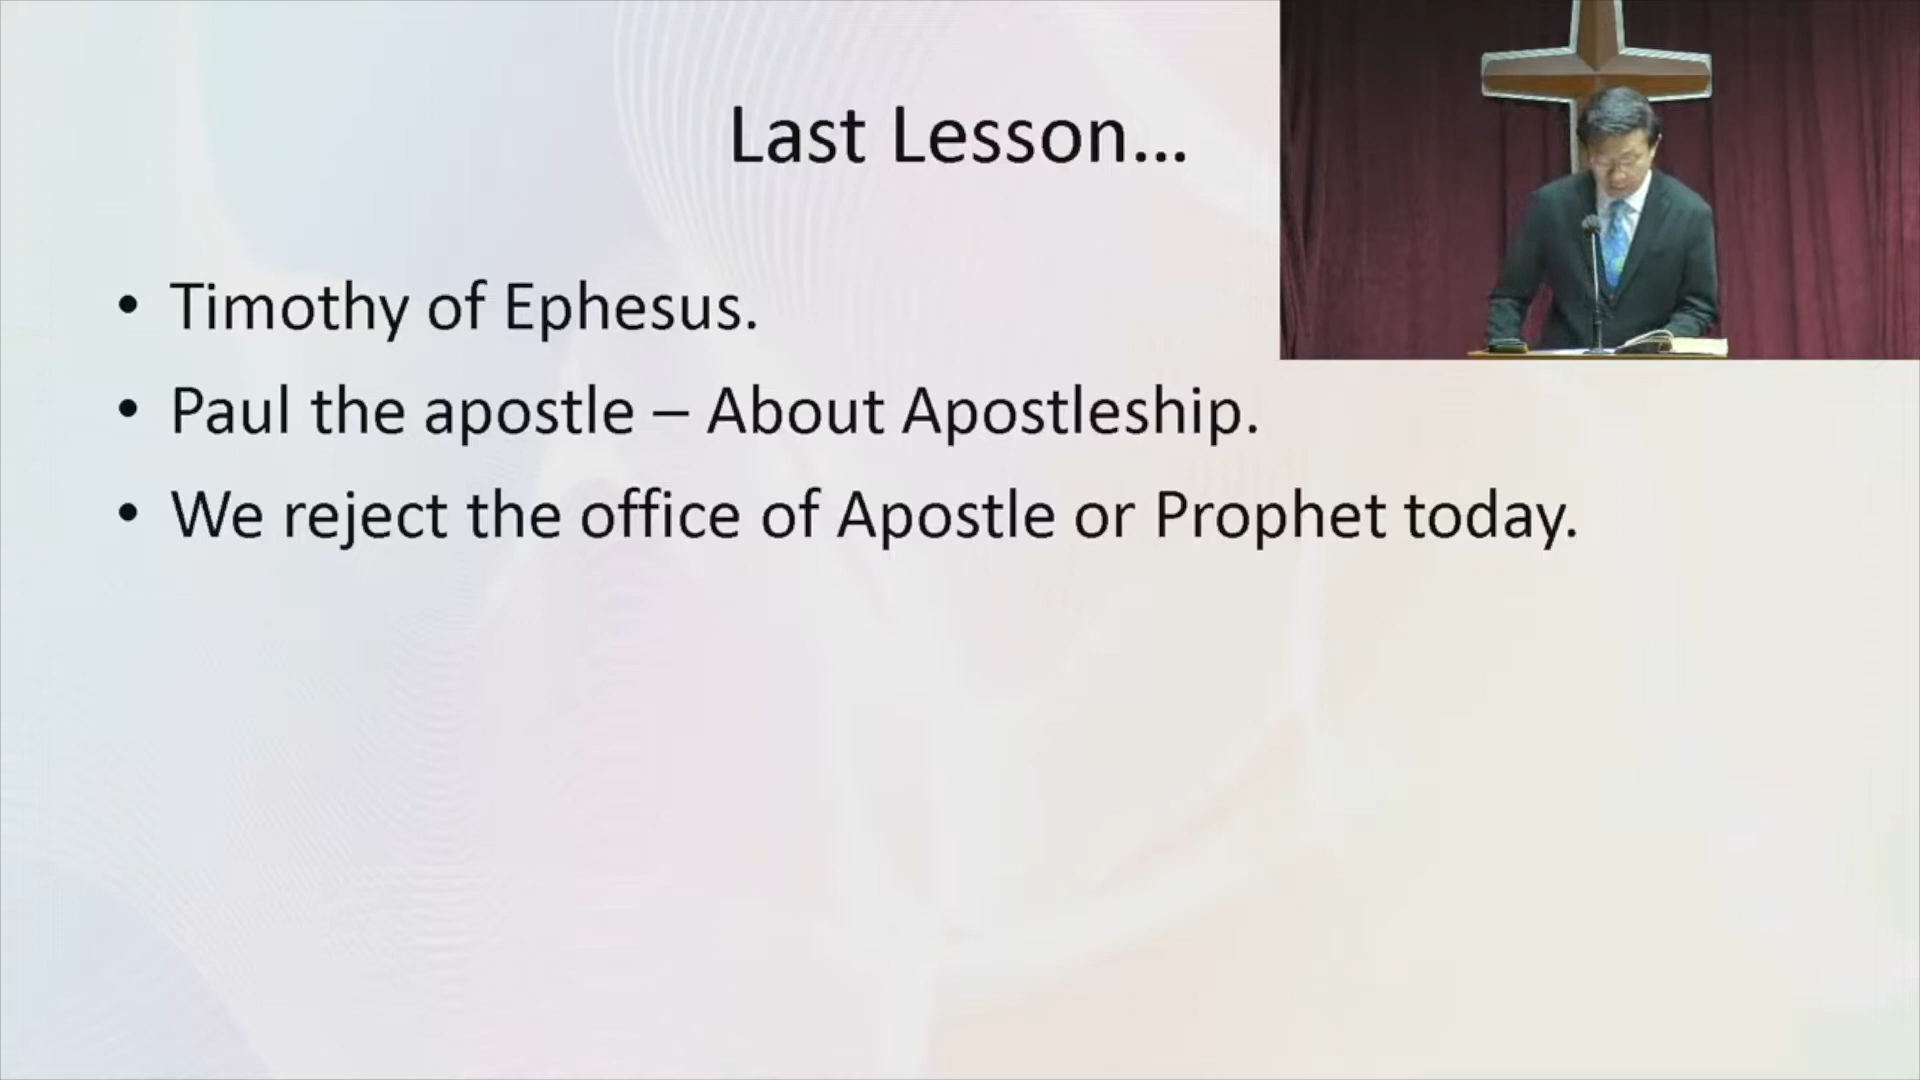 Last Lesson...
• Timothy of Ephesus.
• Paul the apostle – About Apostleship.
• We reject the office of Apostle or Prophet today.